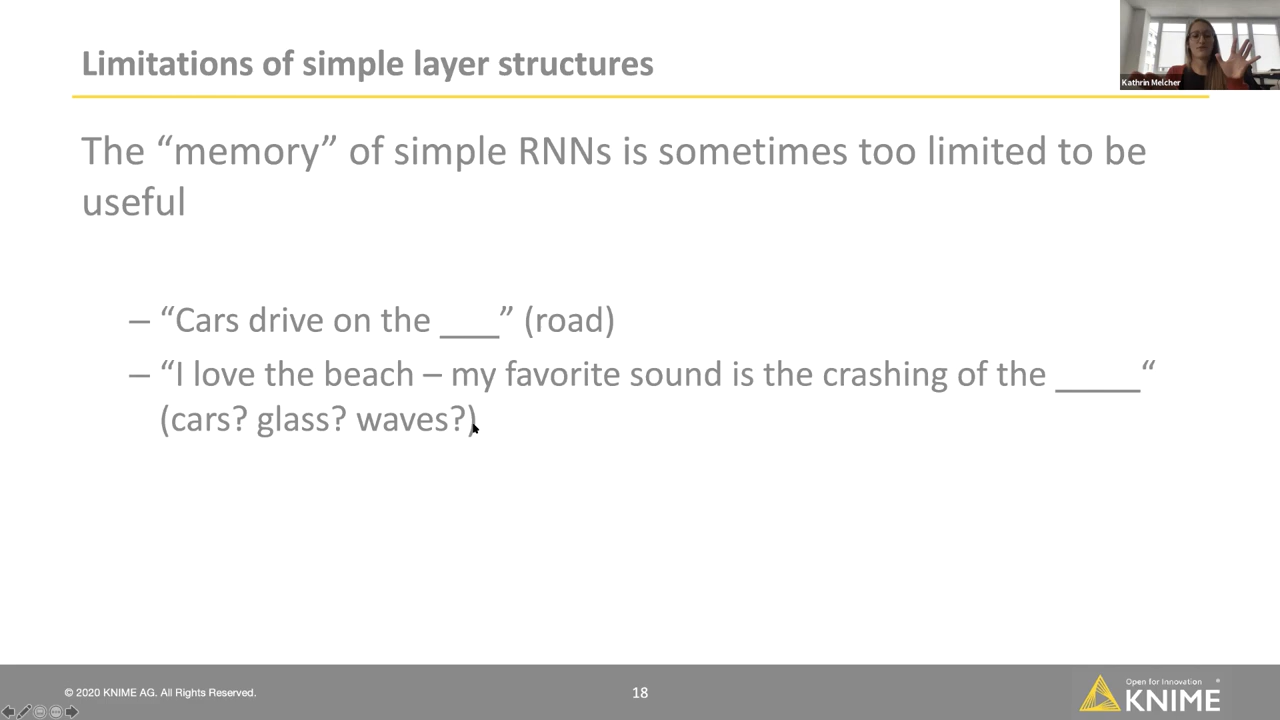 Limitations of simple layer structures
Kathrin Melcher
The “memory” of simple RNNs is sometimes too limited to be
useful
– “Cars drive on the ___” (road)
– “I love the beach – my favorite sound is the crashing of the _____“
(cars? glass? waves?)
© 2020 KNIME AG. All Rights Reserved.
18
Open for Innovation ®
KNIME